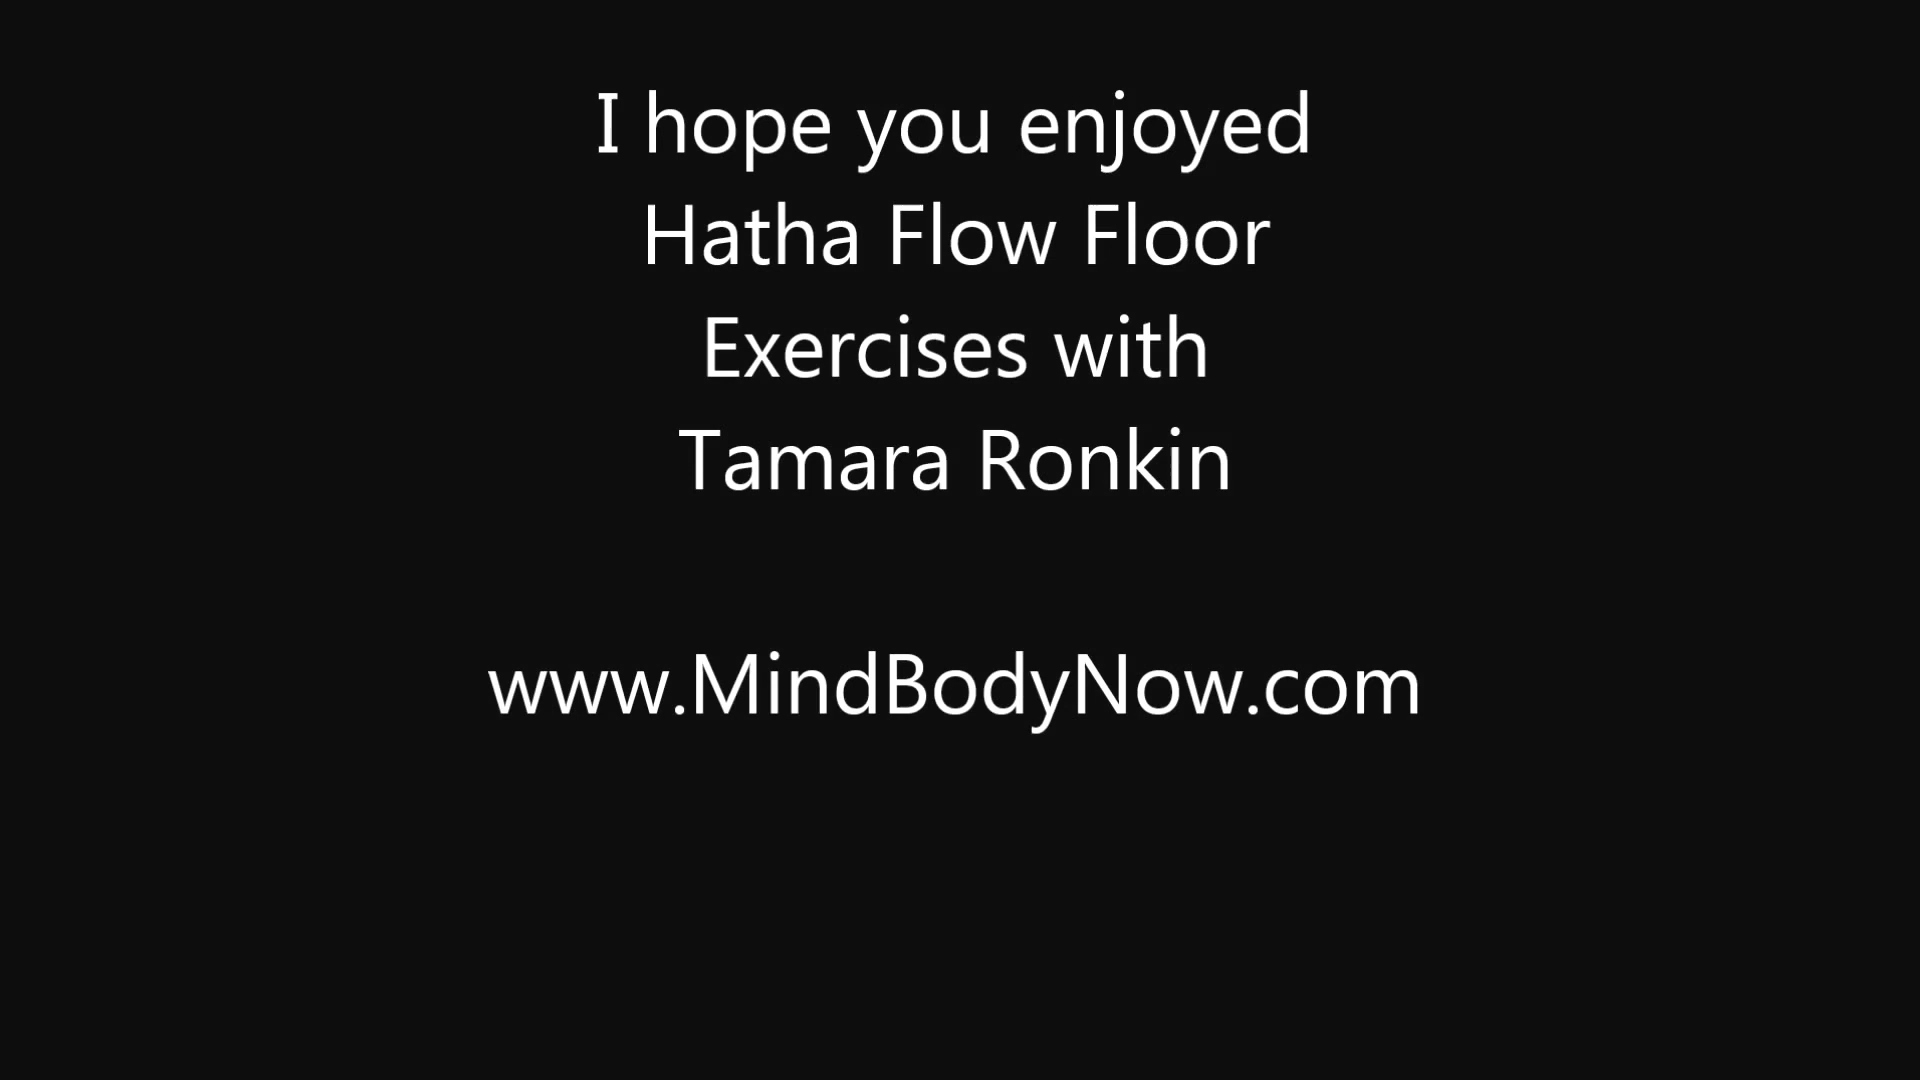 I hope you enjoyed
Hatha Flow Floor
Exercises with
Tamara Ronkin
www.MindBodyNow.com